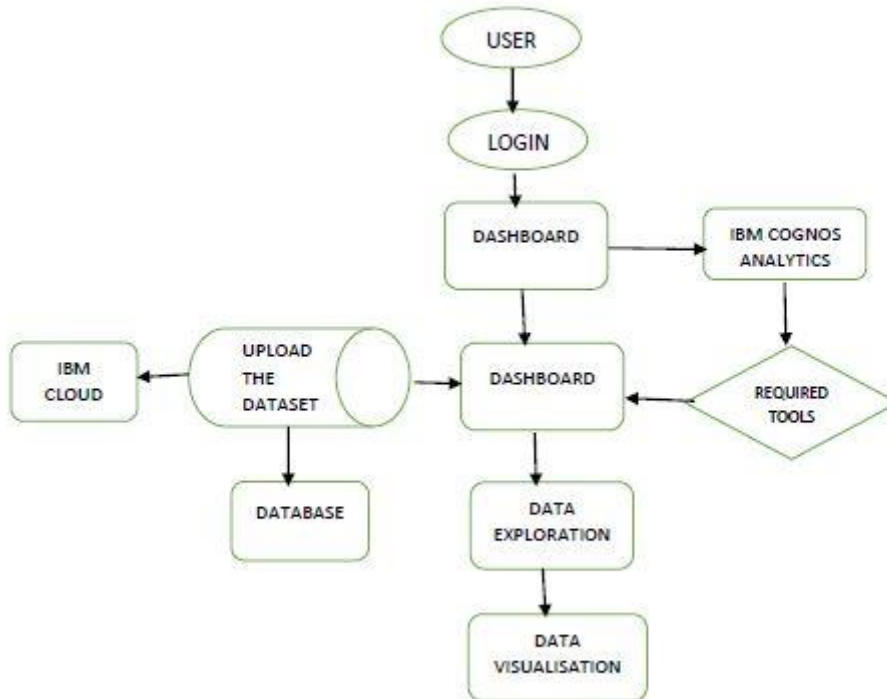 USER
LOGIN
DASHBOARD
IBM COGNOS
ANALYTICS
UPLOAD
THE
DATASET
IBM
CLOUD
DASHBOARD
REQUIRED
TOOLS
DATABASE
DATA
EXPLORATION
DATA
VISUALISATION